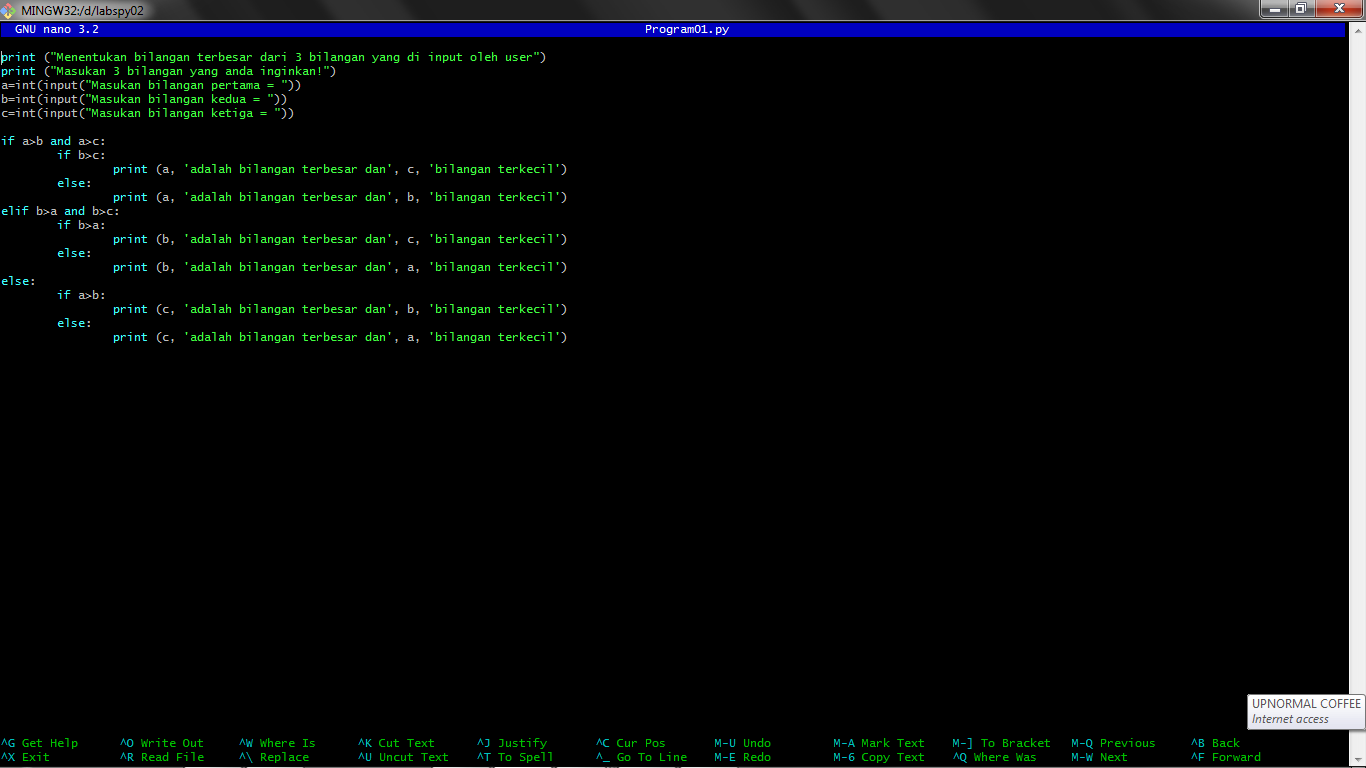 MINGW32:/d/labspy02
GNU nano 3.2 Program01.py
print ("Menentukan bilangan terbesar dari 3 bilangan yang di input oleh user")
print ("Masukan 3 bilangan yang anda inginkan!")
a=int(input("Masukan bilangan pertama = "))
b=int(input("Masukan bilangan kedua = "))
c=int(input("Masukan bilangan ketiga = "))
if a>b and a>c:
        if b>c:
                print (a, 'adalah bilangan terbesar dan', c, 'bilangan terkecil')
        else:
                print (a, 'adalah bilangan terbesar dan', b, 'bilangan terkecil')
elif b>a and b>c:
        if b>a:
                print (b, 'adalah bilangan terbesar dan', c, 'bilangan terkecil')
        else:
                print (b, 'adalah bilangan terbesar dan', a, 'bilangan terkecil')
else:
        if a>b:
                print (c, 'adalah bilangan terbesar dan', b, 'bilangan terkecil')
        else:
                print (c, 'adalah bilangan terbesar dan', a, 'bilangan terkecil')
UPNORMAL COFFEE
Internet access
^G Get Help ^O Write Out ^W Where Is ^K Cut Text ^J Justify ^C Cur Pos M-U Undo M-A Mark Text M-] To Bracket M-Q Previous ^B Back
^X Exit ^R Read File ^\ Replace ^U Uncut Text ^T To Spell ^_ Go To Line M-E Redo M-6 Copy Text ^Q Where Was M-W Next ^F Forward